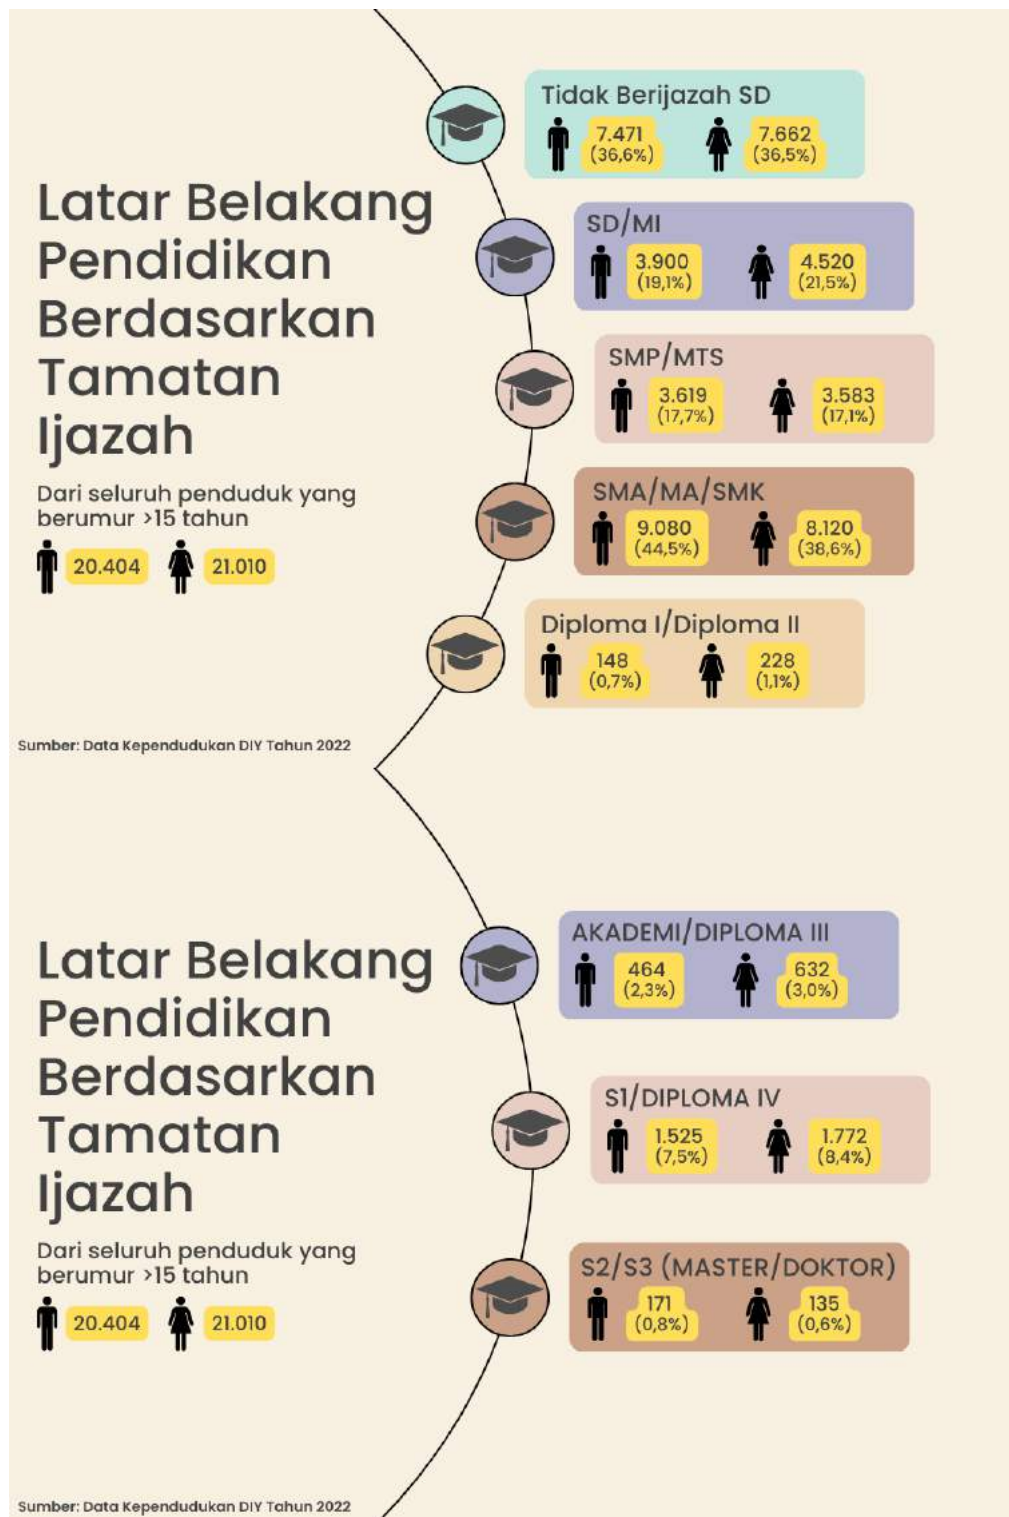 Latar Belakang
Pendidikan
Berdasarkan
Tamatan
Ijazah
Dari seluruh penduduk yang
berumur >15 tahun
20.404 21.010
Tidak Berijazah SD
7.471 7.662
(36,6%) (36,5%)
SD/MI
3.900 4.520
(19,1%) (21,5%)
SMP/MTS
3.619 3.583
(17,7%) (17,1%)
SMA/MA/SMK
9.080 8.120
(44,5%) (38,6%)
Diploma I/Diploma II
148 228
(0,7%) (1,1%)
Sumber: Data Kependudukan DIY Tahun 2022
Latar Belakang
Pendidikan
Berdasarkan
Tamatan
Ijazah
Dari seluruh penduduk yang
berumur >15 tahun
20.404 21.010
AKADEMI/DIPLOMA III
464 632
(2,3%) (3,0%)
S1/DIPLOMA IV
1.525 1.772
(7,5%) (8,4%)
S2/S3 (MASTER/DOKTOR)
171 135
(0,8%) (0,6%)
Sumber: Data Kependudukan DIY Tahun 2022